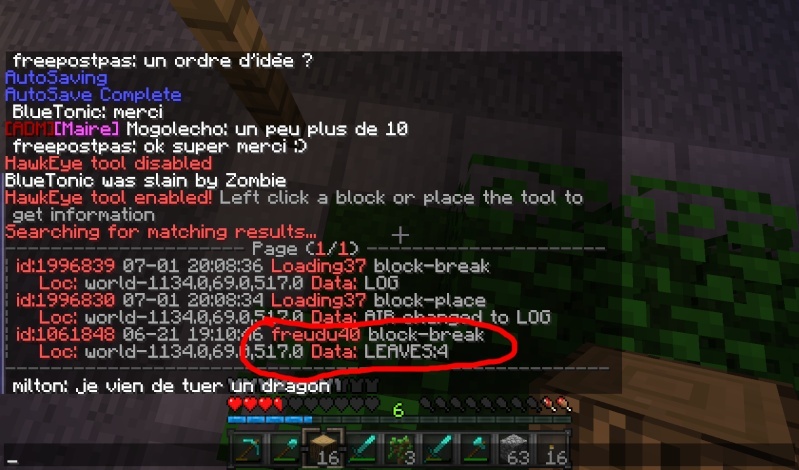 freepostpas: un ordre d'idée ?
AutoSaving
AutoSave Complete
BlueTonic: merci
[ADM][Maire] Mogolecho: un peu plus de 10
freepostpas: ok super merci :)
HawkEye tool disabled
BlueTonic was slain by Zombie
HawkEye tool enabled! Left click a block or place the tool to
get information
Searching for matching results...
-------------------- Page (1/1) --------------------
| id:1996839 07-01 20:08:36 Loading37 block-break
| Loc: world-1134.0,69.0,517.0 Data: LOG
| id:1996830 07-01 20:08:34 Loading37 block-place
| Loc: world-1134.0,69.0,517.0 Data: AIR changed to LOG
| id:1061848 06-21 19:10:46 freudu40 block-break
| Loc: world-1134.0,69.0,517.0 Data: LEAVES:4
----------------------------------------------------
milton: je vien de tuer un dragon
6
16 3 63 16
_